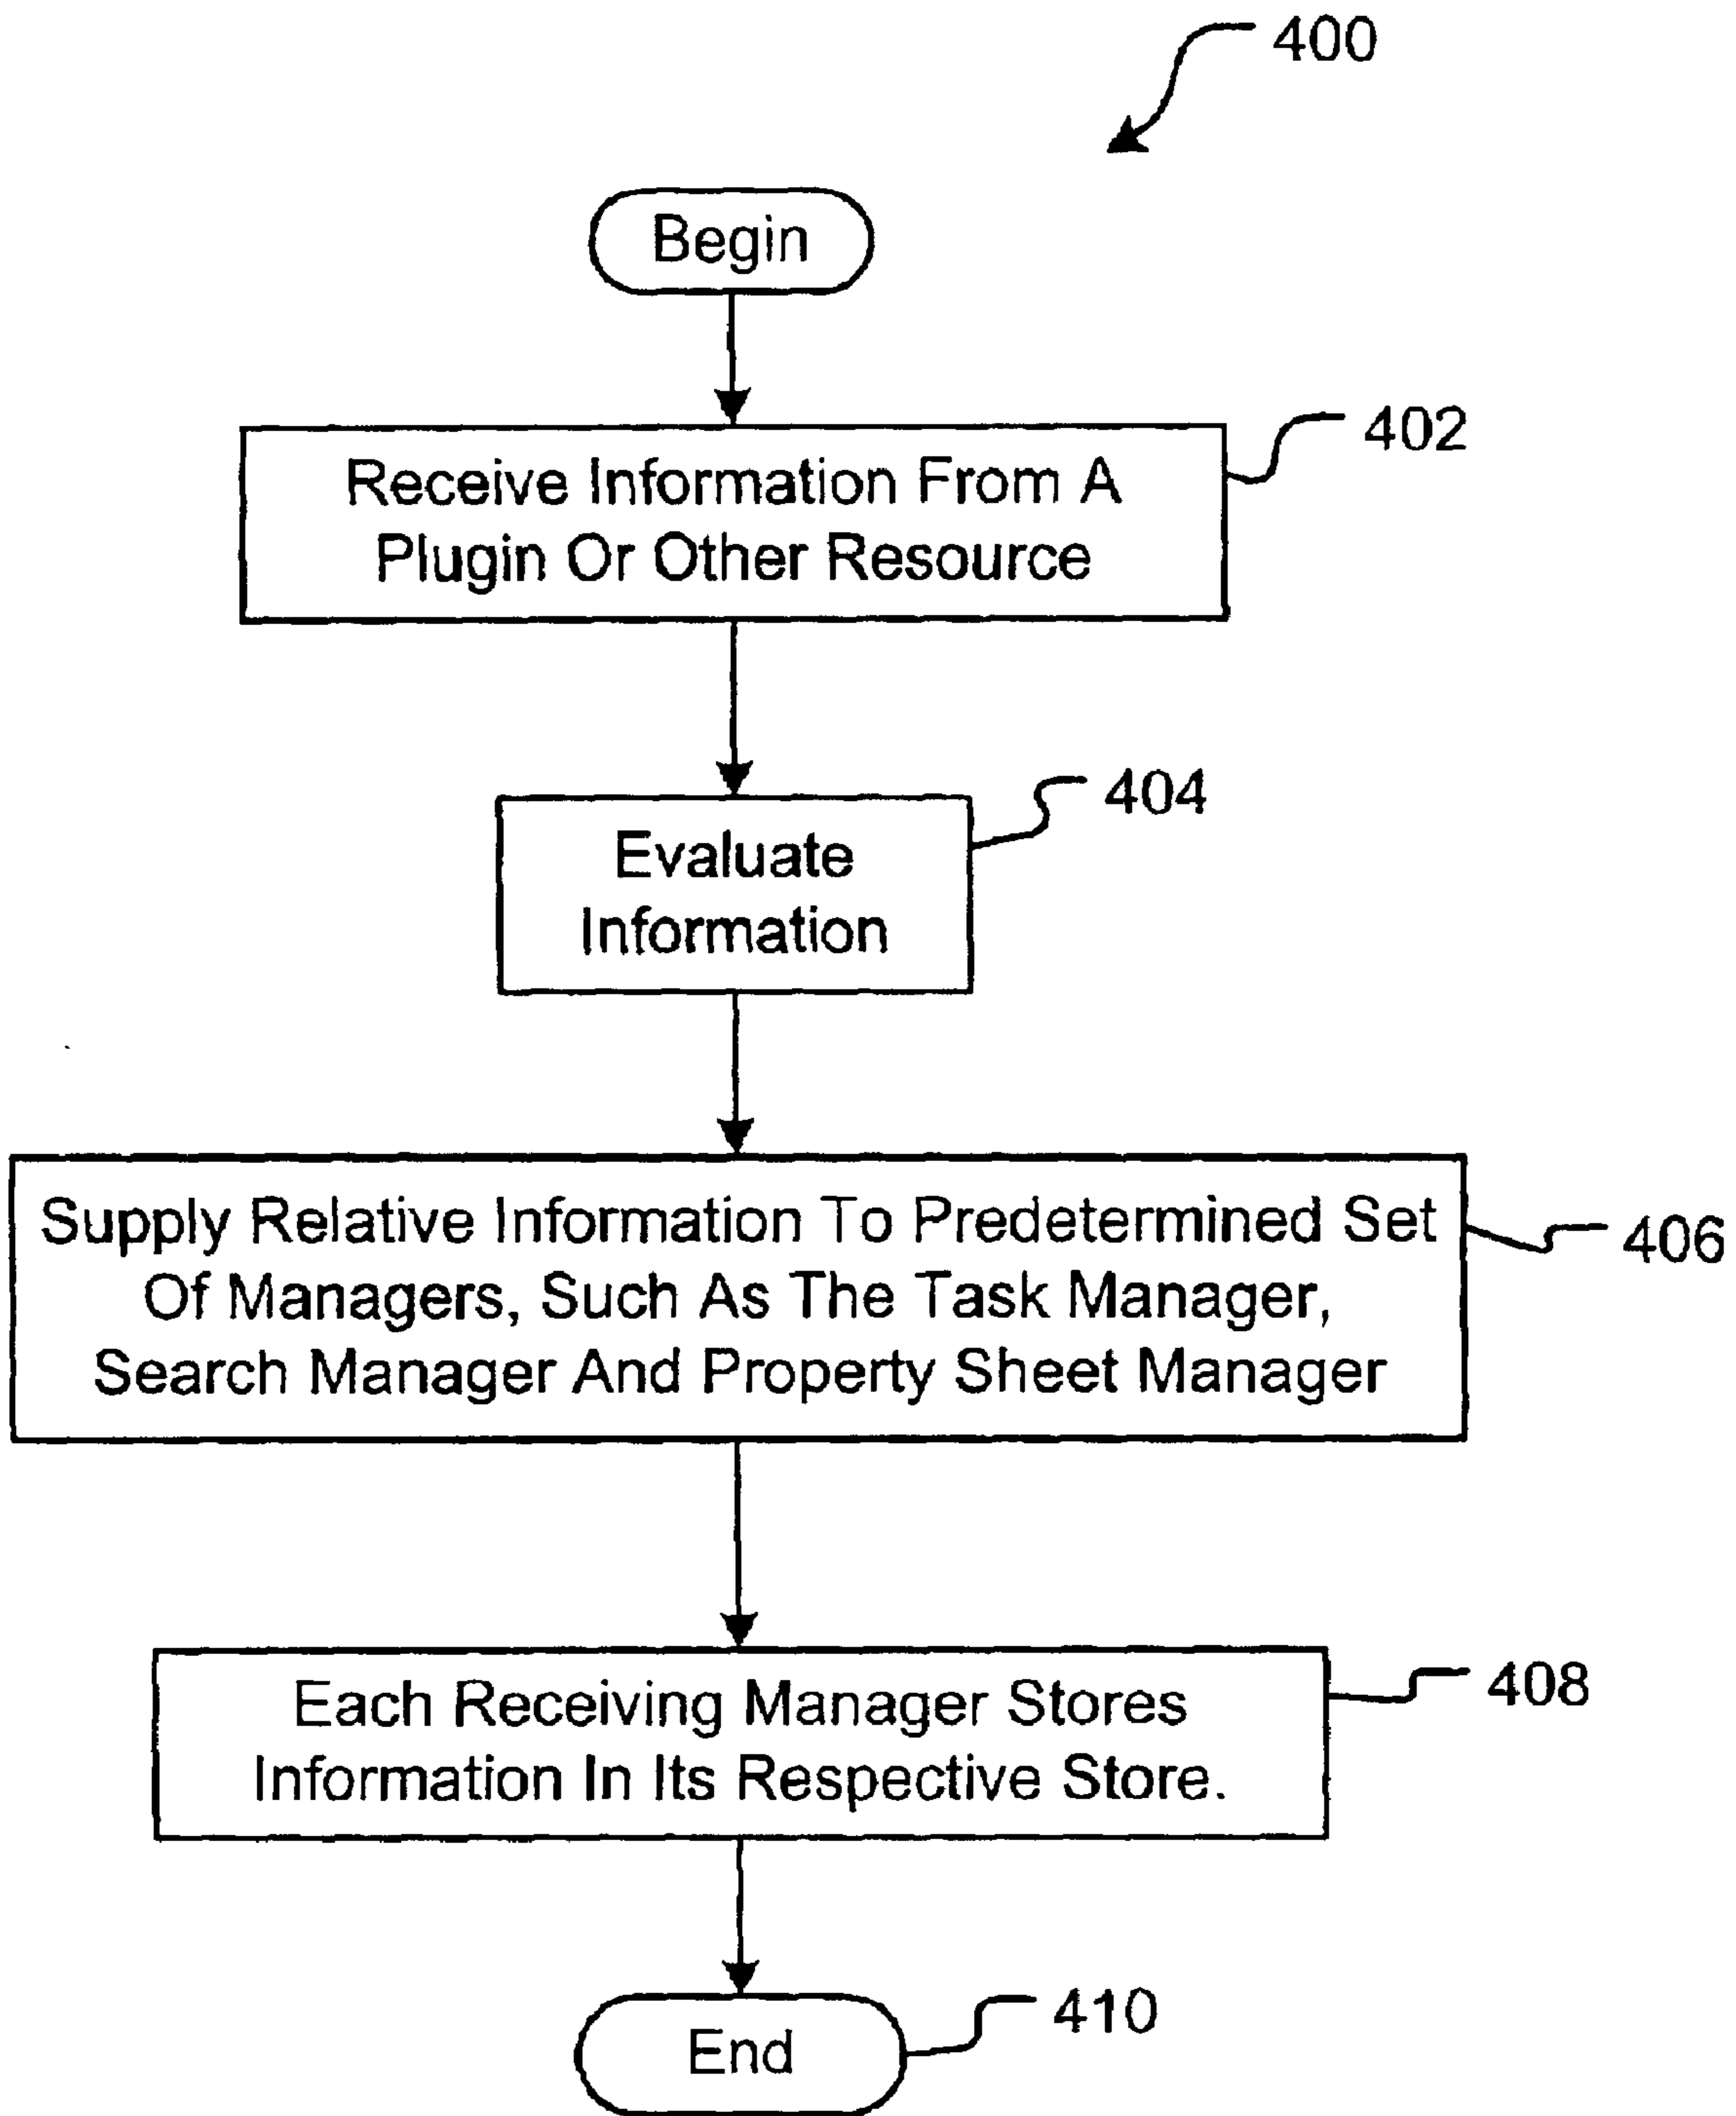 400
Begin
402
Receive Information From A
Plugin Or Other Resource
404
Evaluate
Information
406
Supply Relative Information To Predetermined Set
Of Managers, Such As The Task Manager,
Search Manager And Property Sheet Manager
408
Each Receiving Manager Stores
Information In Its Respective Store.
410
End